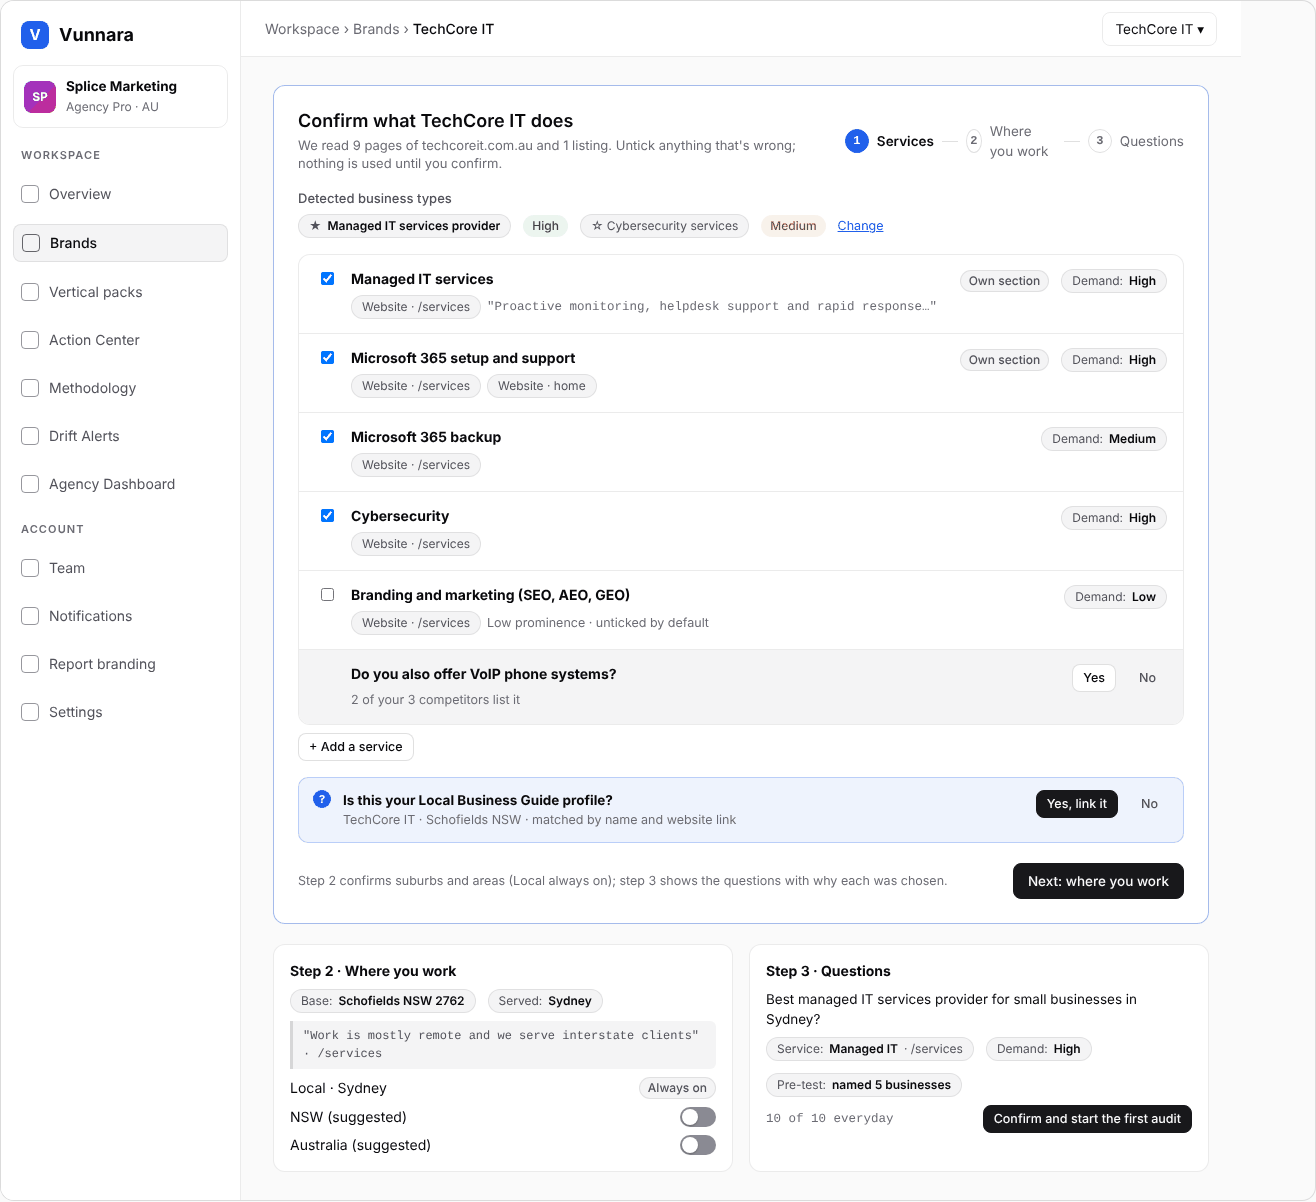 V Vunnara
Workspace › Brands › TechCore IT
TechCore IT ▾
SP Splice Marketing
Agency Pro · AU
WORKSPACE
Overview
Brands
Vertical packs
Action Center
Methodology
Drift Alerts
Agency Dashboard
ACCOUNT
Team
Notifications
Report branding
Settings
Confirm what TechCore IT does
We read 9 pages of techcoreit.com.au and 1 listing. Untick anything that's wrong;
nothing is used until you confirm.
1 Services
2 Where
you work
3 Questions
Detected business types
★ Managed IT services provider High ☆ Cybersecurity services Medium Change
Managed IT services
Own section Demand: High
Website · /services "Proactive monitoring, helpdesk support and rapid response…"
Microsoft 365 setup and support
Own section Demand: High
Website · /services Website · home
Microsoft 365 backup
Demand: Medium
Website · /services
Cybersecurity
Demand: High
Website · /services
Branding and marketing (SEO, AEO, GEO)
Demand: Low
Website · /services Low prominence · unticked by default
Do you also offer VoIP phone systems?
Yes No
2 of your 3 competitors list it
+ Add a service
? Is this your Local Business Guide profile?
Yes, link it No
TechCore IT · Schofields NSW · matched by name and website link
Step 2 confirms suburbs and areas (Local always on); step 3 shows the questions with why each was chosen.
Next: where you work
Step 2 · Where you work
Base: Schofields NSW 2762 Served: Sydney
"Work is mostly remote and we serve interstate clients"
· /services
Local · Sydney Always on
NSW (suggested)
Australia (suggested)
Step 3 · Questions
Best managed IT services provider for small businesses in
Sydney?
Service: Managed IT · /services Demand: High
Pre-test: named 5 businesses
10 of 10 everyday Confirm and start the first audit